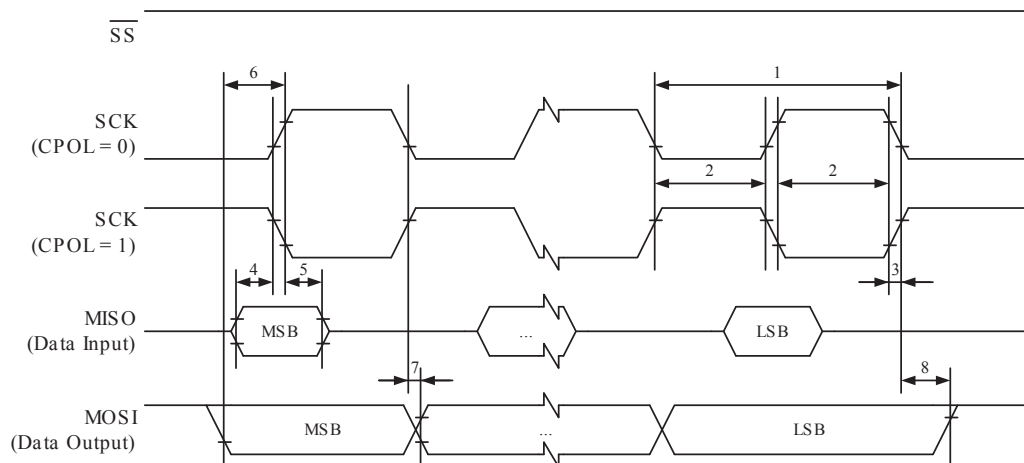 SS
6
1
SCK
(CPOL = 0)
2
2
SCK
(CPOL = 1)
4
5
3
MISO
(Data Input)
MSB
...
LSB
7
8
MOSI
(Data Output)
MSB
...
LSB